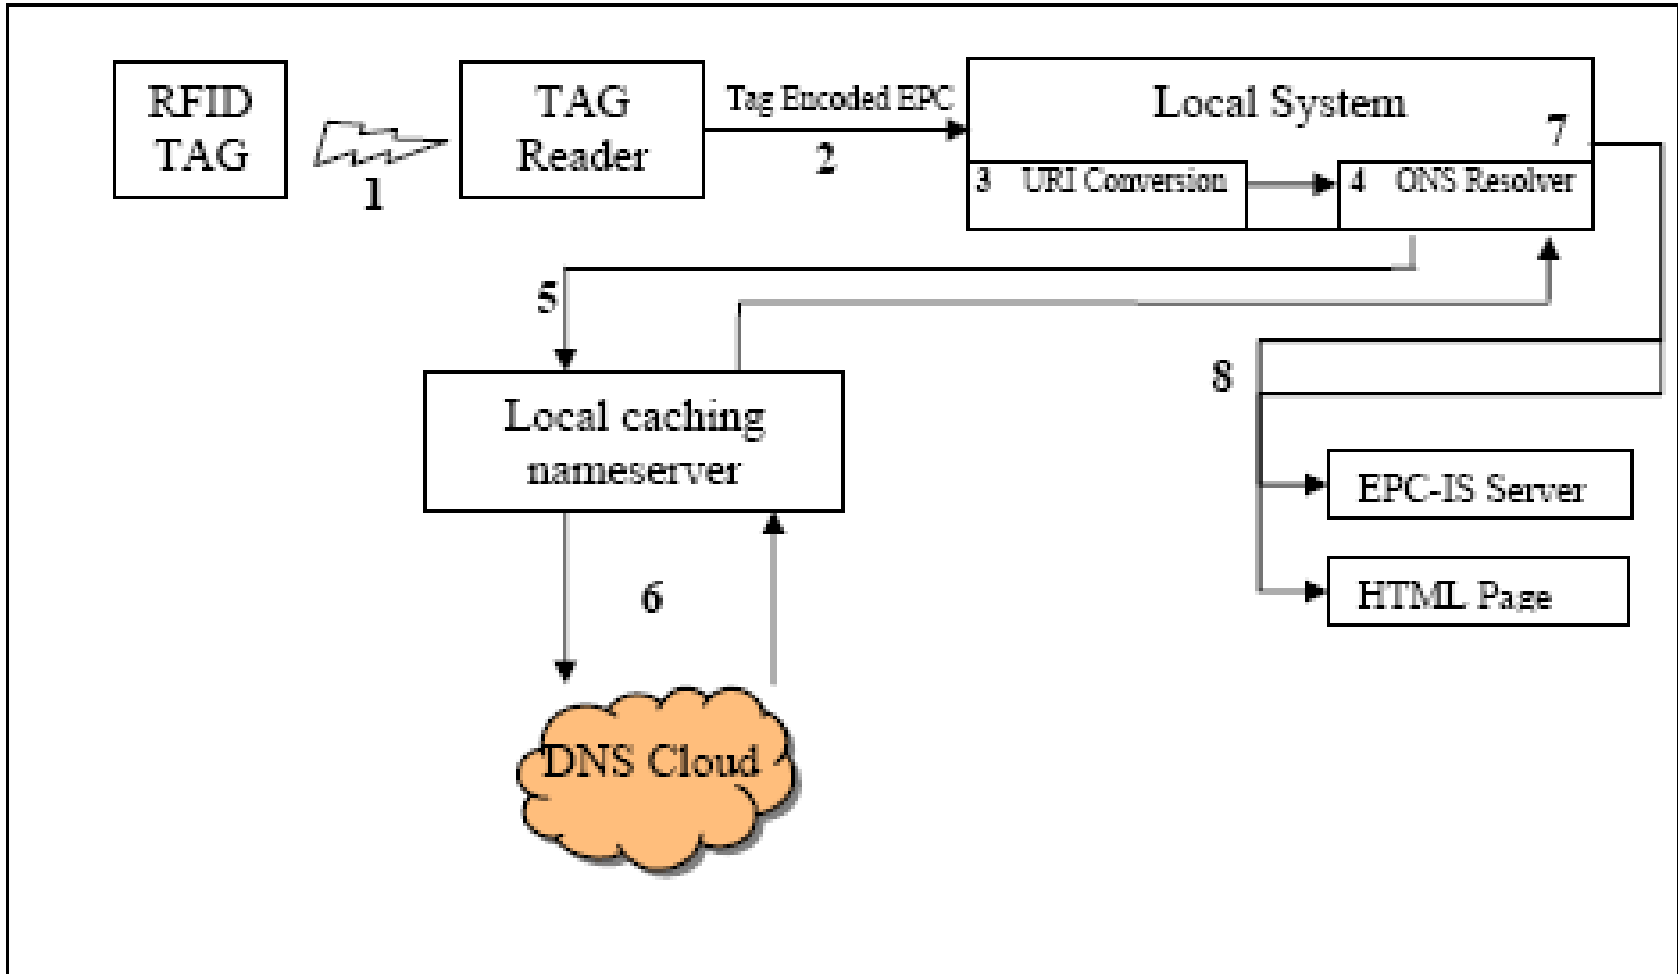 RFID
TAG
1
TAG
Reader
Tag Encoded EPC
2
Local System
7
3 URI Conversion
4 ONS Resolver
5
8
Local caching
nameserver
EPC-IS Server
6
HTML Page
DNS Cloud